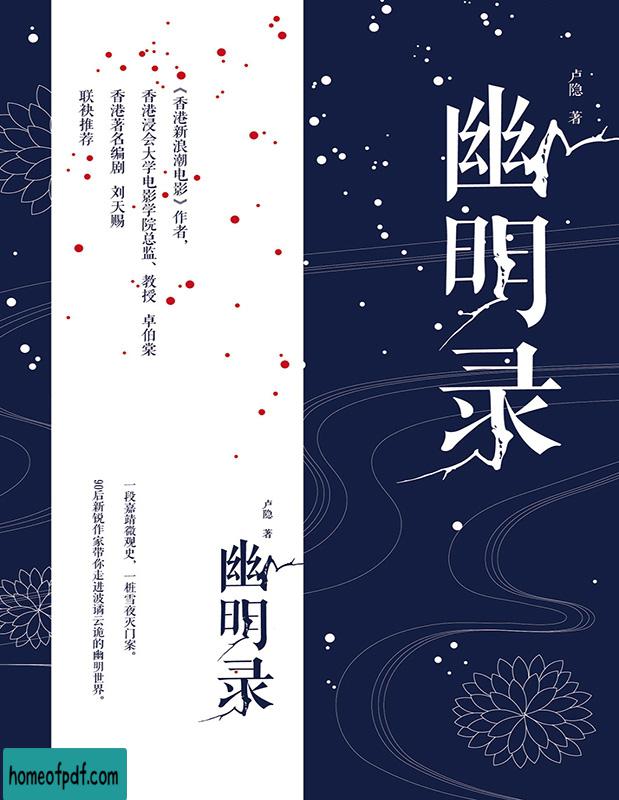 卢隐 著
幽明录
《香港新浪潮电影》作者,
香港浸会大学电影学院总监、教授 卓伯棠
香港著名编剧 刘天赐
联袂推荐
一段嘉靖微观史，一桩雪夜灭门案。
90后新锐作家带你走进波谲云诡的幽明世界。
卢隐 著
幽明录
homeofpdf.com